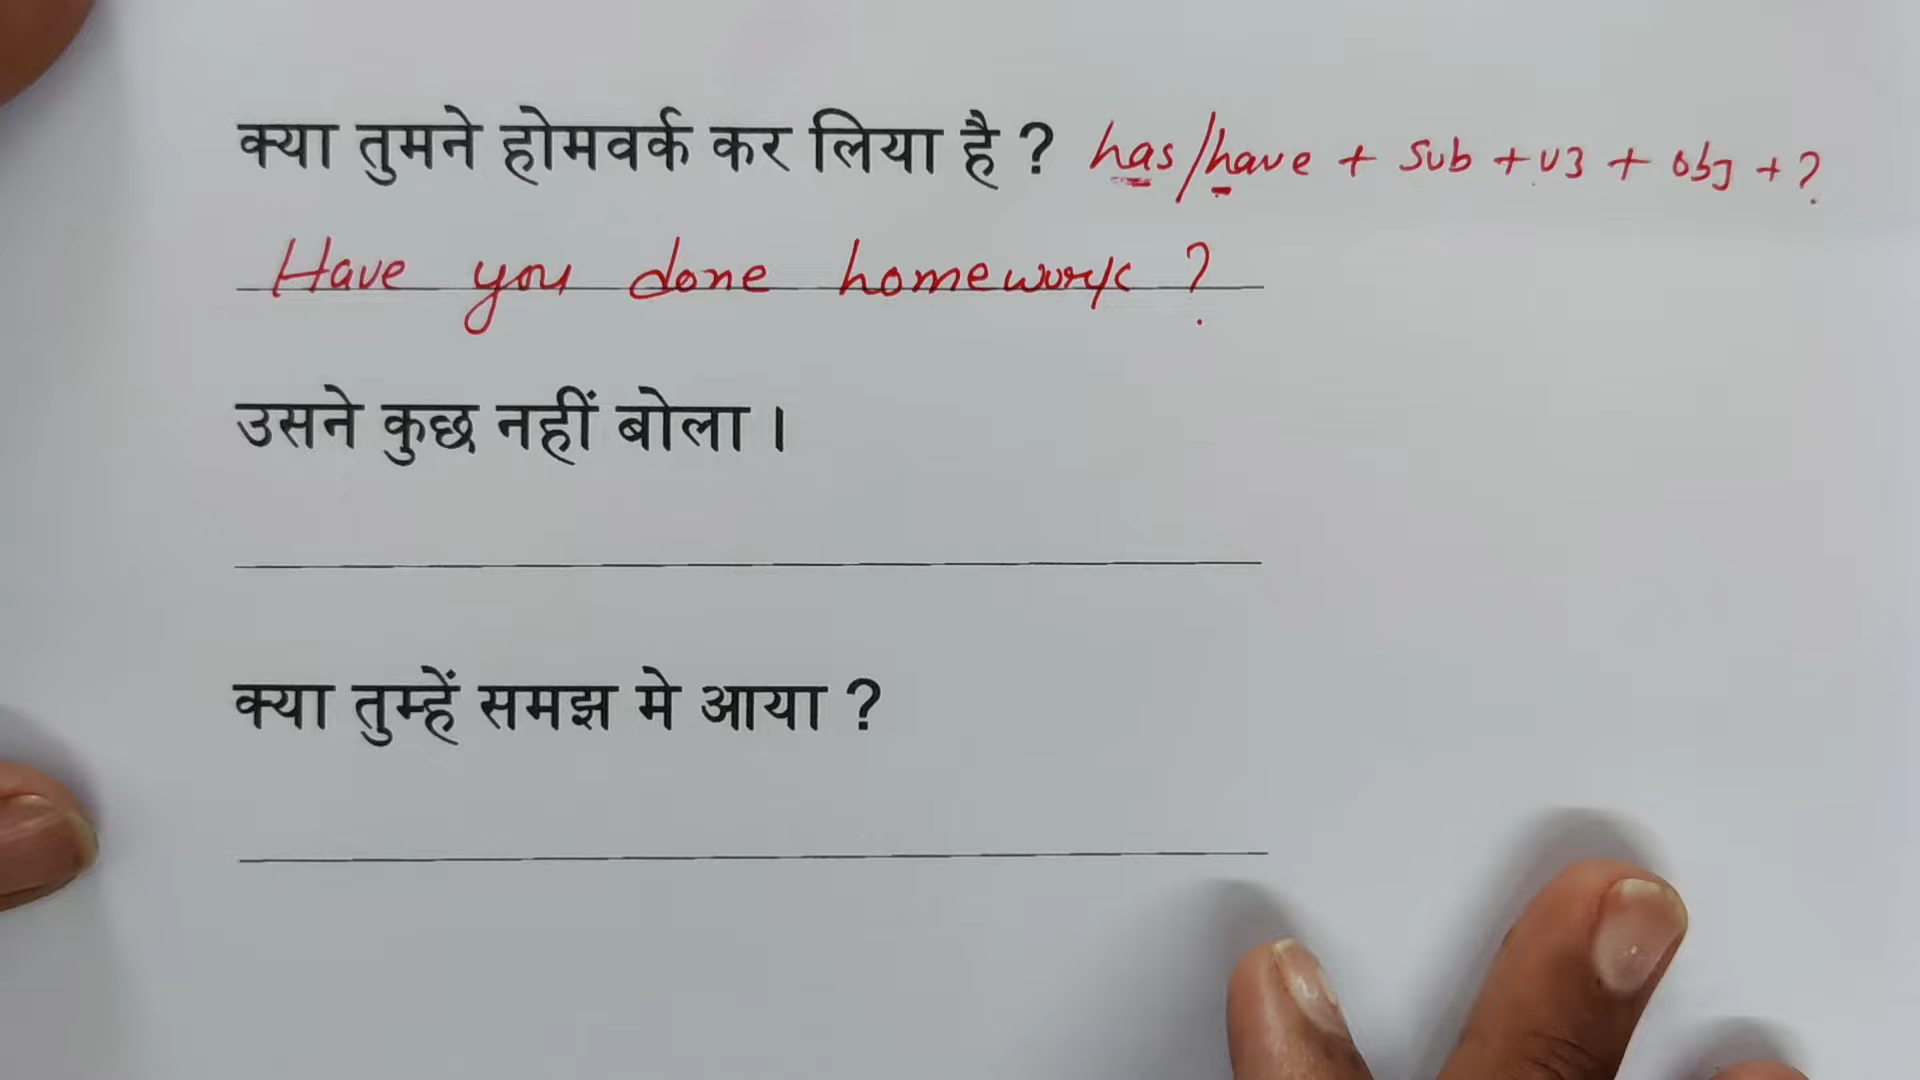 क्या तुमने होमवर्क कर लिया है ? has/have + sub + v3 + obj + ?
Have you done homework ?
उसने कुछ नहीं बोला ।
क्या तुम्हें समझ मे आया ?